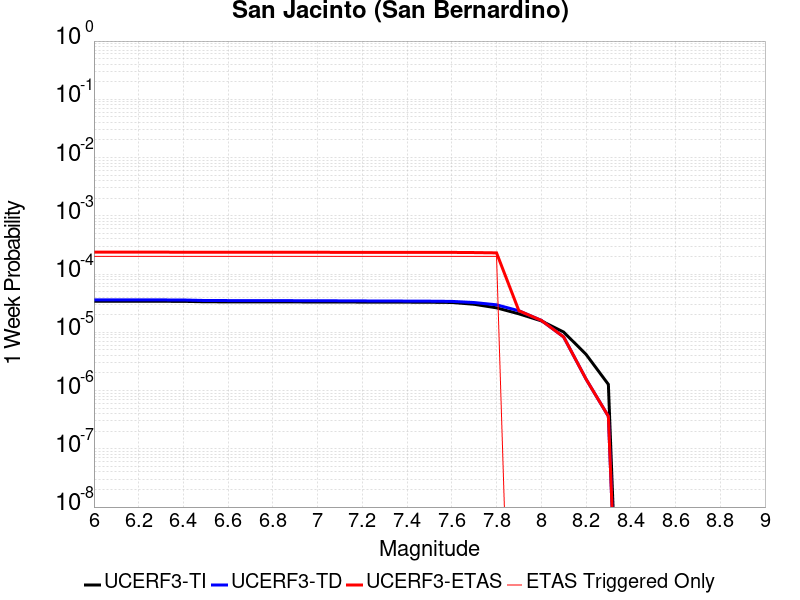 San Jacinto (San Bernardino)
10^0
10^-1
10^-2
10^-3
10^-4
10^-5
10^-6
10^-7
10^-8
1 Week Probability
6 6.2 6.4 6.6 6.8 7 7.2 7.4 7.6 7.8 8 8.2 8.4 8.6 8.8 9
Magnitude
UCERF3-TI UCERF3-TD UCERF3-ETAS ETAS Triggered Only